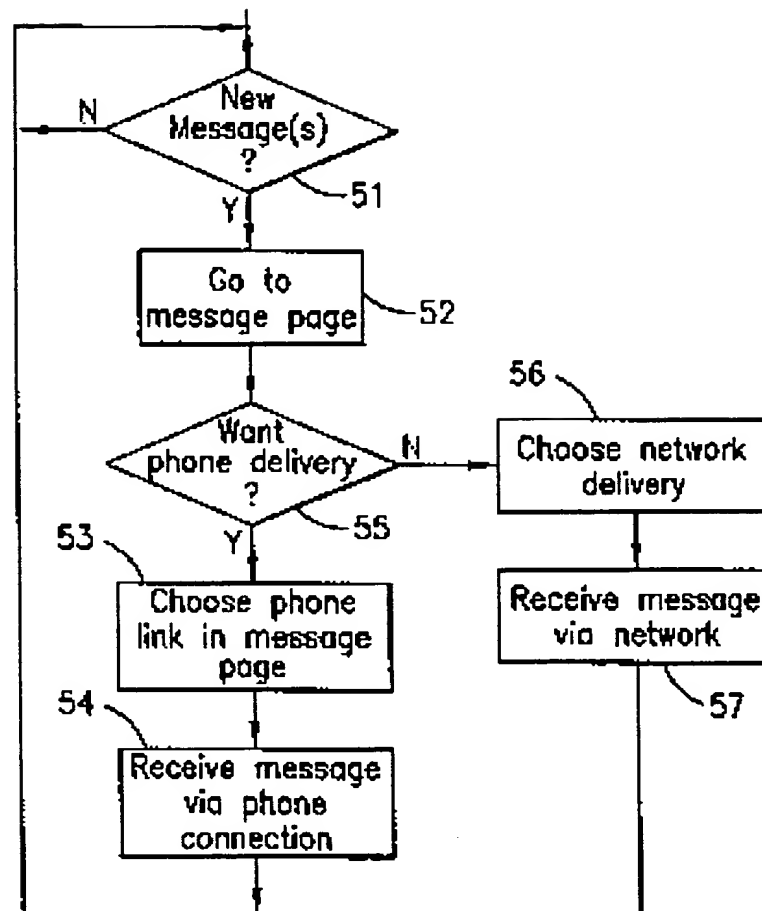 New
Message(s)
?
N
51
Y
Go to
message page
52
Want
phone delivery
?
N
55
Y
56
Choose network
delivery
53
Choose phone
link in message
page
Receive message
via network
57
54
Receive message
via phone
connection